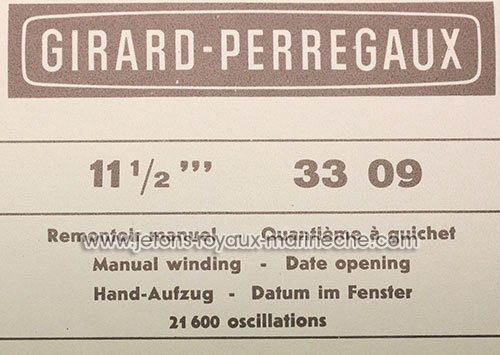 GIRARD-PERREGAUX
11 1/2 ''' 33 09
Remontoir manuel - Quantième à guichet
www.jetons-royaux-marineche.com
Manual winding - Date opening
Hand-Aufzug - Datum im Fenster
21 600 oscillations